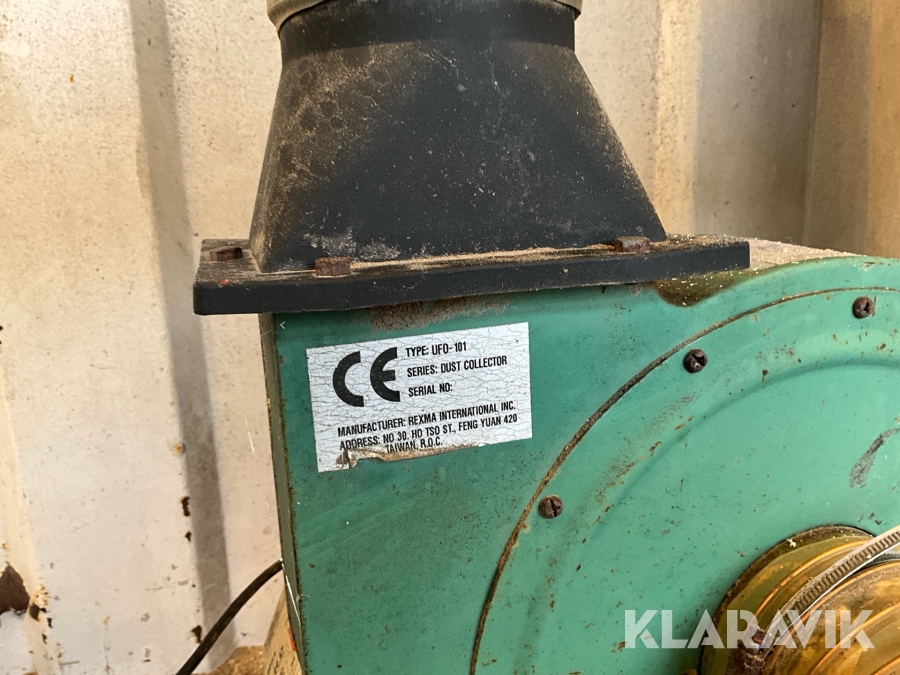 CE
TYPE: UFO-101
SERIES: DUST COLLECTOR
SERIAL NO:
MANUFACTURER: REXMA INTERNATIONAL INC.
ADDRESS: NO 30. HO TSO ST., FENG YUAN 420
TAIWAN, R.O.C.
KLARAVIK